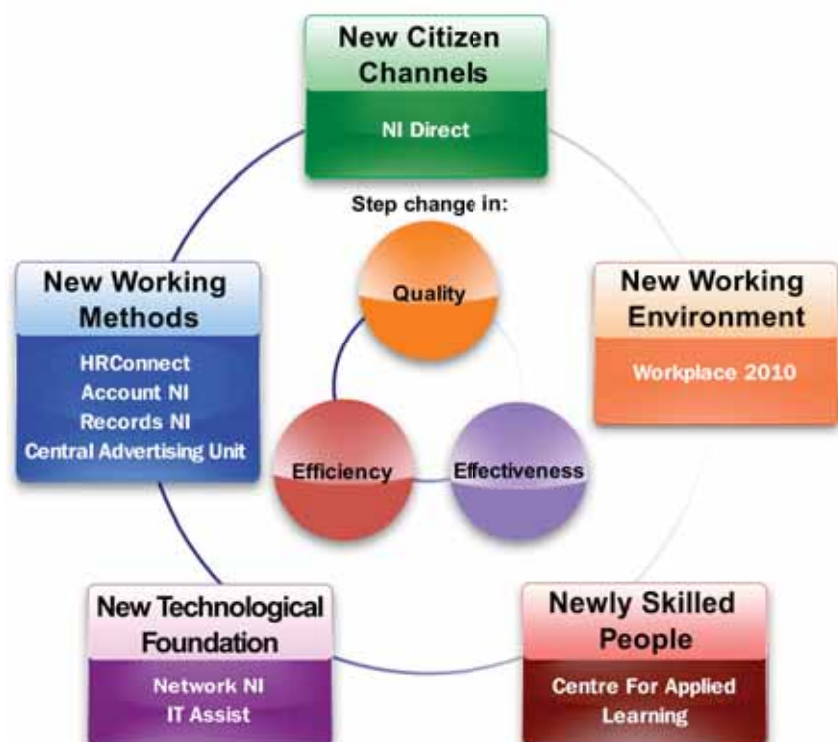 New Citizen
Channels
NI Direct
Step change in:
Quality
New Working
Methods
HRConnect
Account NI
Records NI
Central Advertising Unit
New Working
Environment
Workplace 2010
Efficiency
Effectiveness
New Technological
Foundation
Network NI
IT Assist
Newly Skilled
People
Centre For Applied
Learning